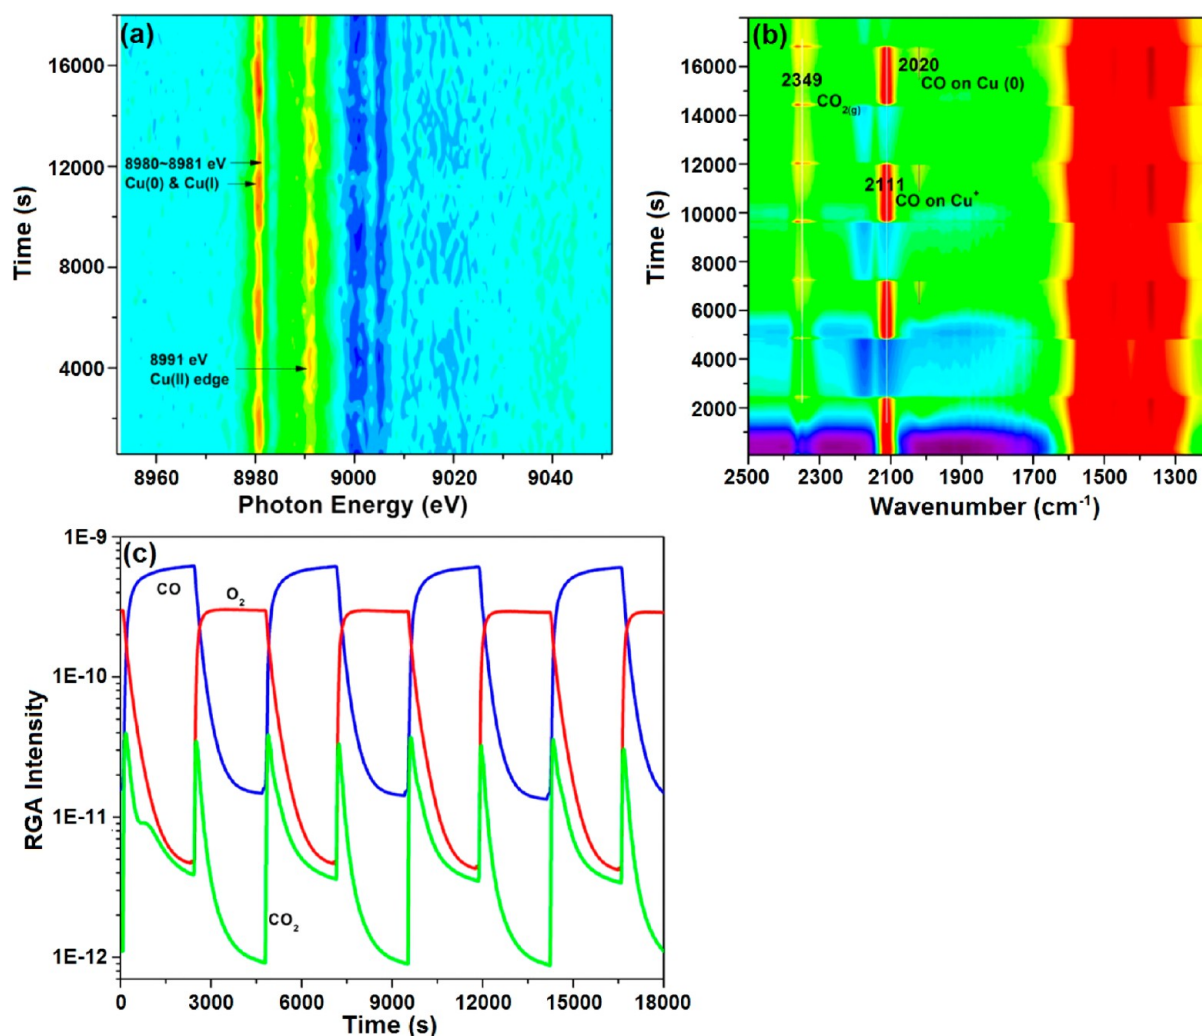 (a)
16000
12000
8000
4000
Time (s)
8980~8981 eV
Cu(0) & Cu(I)
8991 eV
Cu(II) edge
8960 8980 9000 9020 9040
Photon Energy (eV)
(b)
16000
14000
12000
10000
8000
6000
4000
2000
Time (s)
2349
CO2(g)
2020
CO on Cu (0)
2111
CO on Cu+
2500 2300 2100 1900 1700 1500 1300
Wavenumber (cm-1)
(c)
1E-9
1E-10
1E-11
1E-12
RGA Intensity
CO
O2
CO2
0 3000 6000 9000 12000 15000 18000
Time (s)